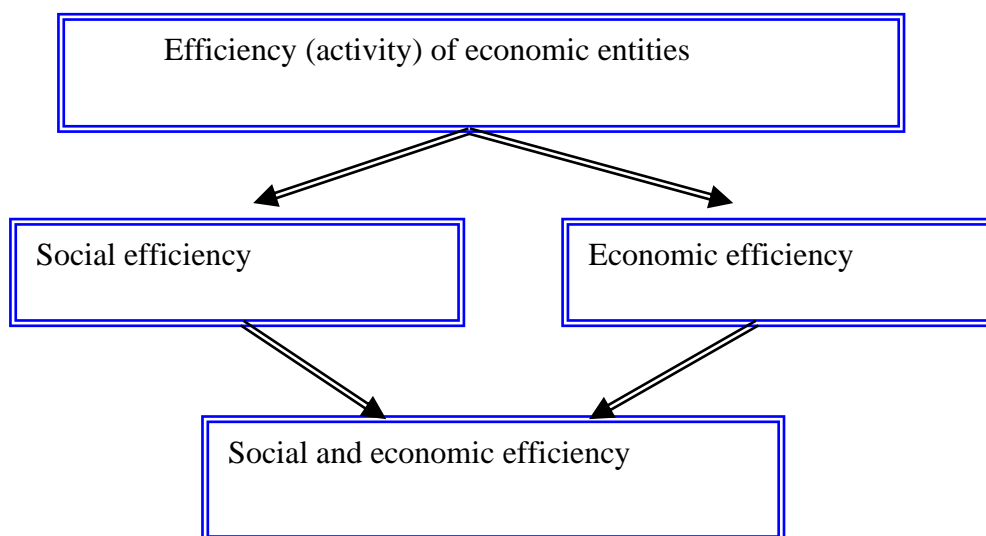 Efficiency (activity) of economic entities
Social efficiency
Economic efficiency
Social and economic efficiency